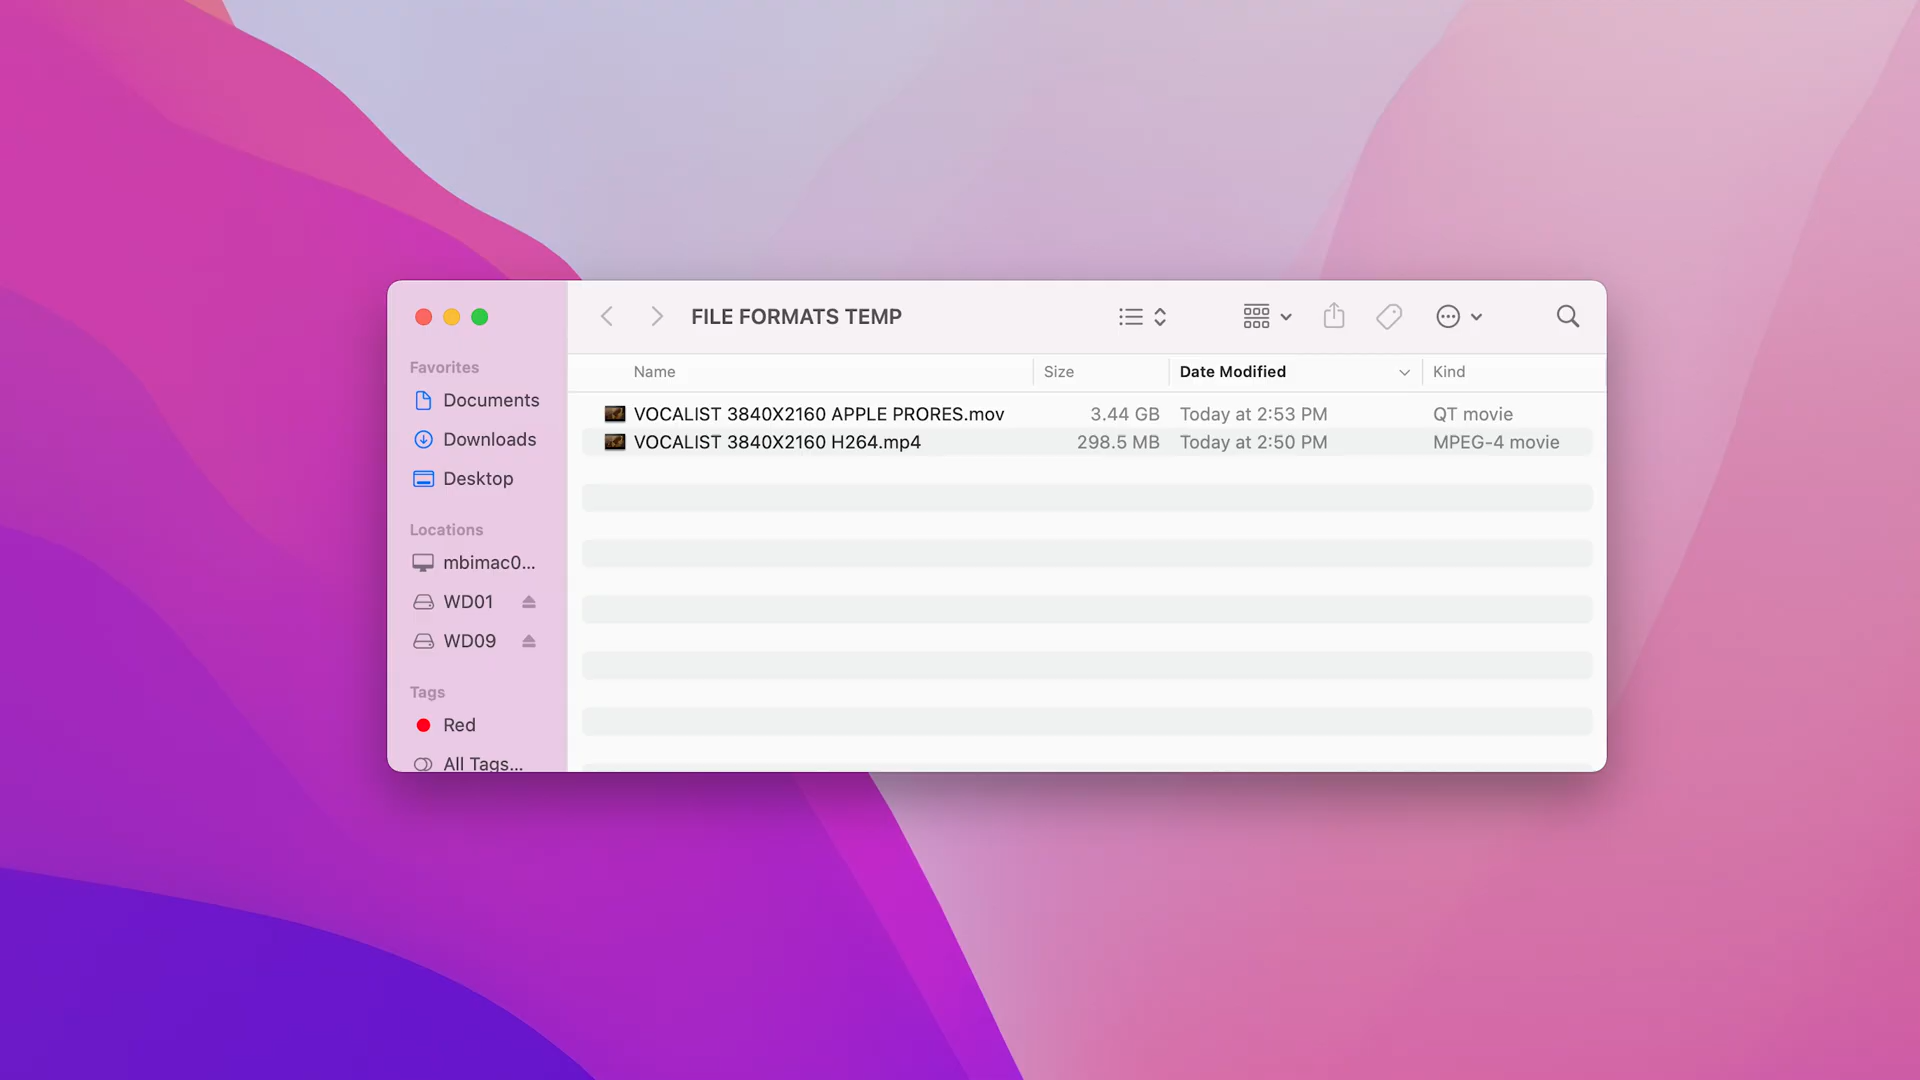 FILE FORMATS TEMP
Favorites
Documents
Downloads
Desktop
Locations
mbimac0...
WD01
WD09
Tags
Red
All Tags...
Name Size Date Modified Kind
VOCALIST 3840X2160 APPLE PRORES.mov 3.44 GB Today at 2:53 PM QT movie
VOCALIST 3840X2160 H264.mp4 298.5 MB Today at 2:50 PM MPEG-4 movie